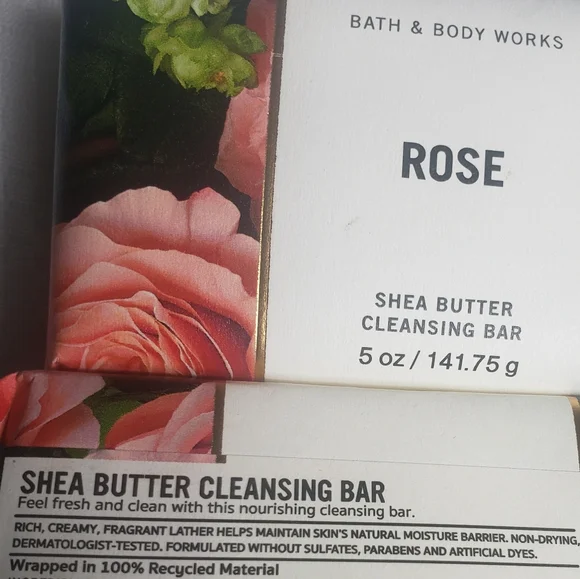 BATH & BODY WORKS
ROSE
SHEA BUTTER
CLEANSING BAR
5 oz / 141.75 g
SHEA BUTTER CLEANSING BAR
Feel fresh and clean with this nourishing cleansing bar.
RICH, CREAMY, FRAGRANT LATHER HELPS MAINTAIN SKIN'S NATURAL MOISTURE BARRIER. NON-DRYING,
DERMATOLOGIST-TESTED. FORMULATED WITHOUT SULFATES, PARABENS AND ARTIFICIAL DYES.
Wrapped in 100% Recycled Material